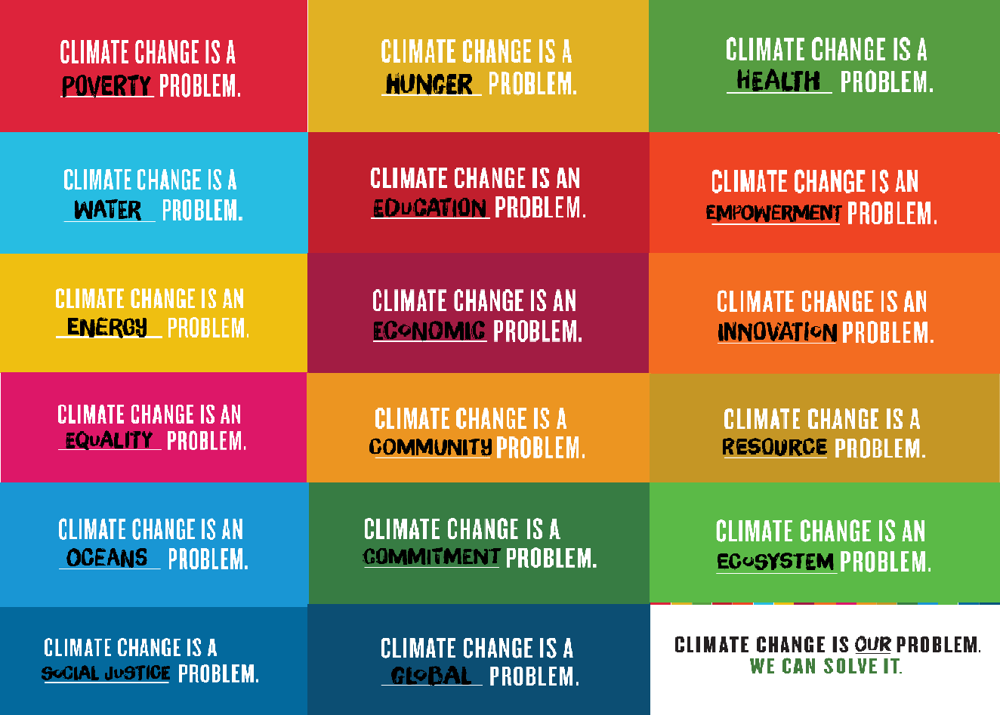 CLIMATE CHANGE IS A
POVERTY PROBLEM.
CLIMATE CHANGE IS A
HUNGER PROBLEM.
CLIMATE CHANGE IS A
HEALTH PROBLEM.
CLIMATE CHANGE IS A
WATER PROBLEM.
CLIMATE CHANGE IS AN
EDUCATION PROBLEM.
CLIMATE CHANGE IS AN
EMPOWERMENT PROBLEM.
CLIMATE CHANGE IS AN
ENERGY PROBLEM.
CLIMATE CHANGE IS AN
ECONOMIC PROBLEM.
CLIMATE CHANGE IS AN
INNOVATION PROBLEM.
CLIMATE CHANGE IS AN
EQUALITY PROBLEM.
CLIMATE CHANGE IS A
COMMUNITY PROBLEM.
CLIMATE CHANGE IS A
RESOURCE PROBLEM.
CLIMATE CHANGE IS AN
OCEANS PROBLEM.
CLIMATE CHANGE IS A
COMMITMENT PROBLEM.
CLIMATE CHANGE IS AN
ECOSYSTEM PROBLEM.
CLIMATE CHANGE IS A
SOCIAL JUSTICE PROBLEM.
CLIMATE CHANGE IS A
GLOBAL PROBLEM.
CLIMATE CHANGE IS OUR PROBLEM.
WE CAN SOLVE IT.